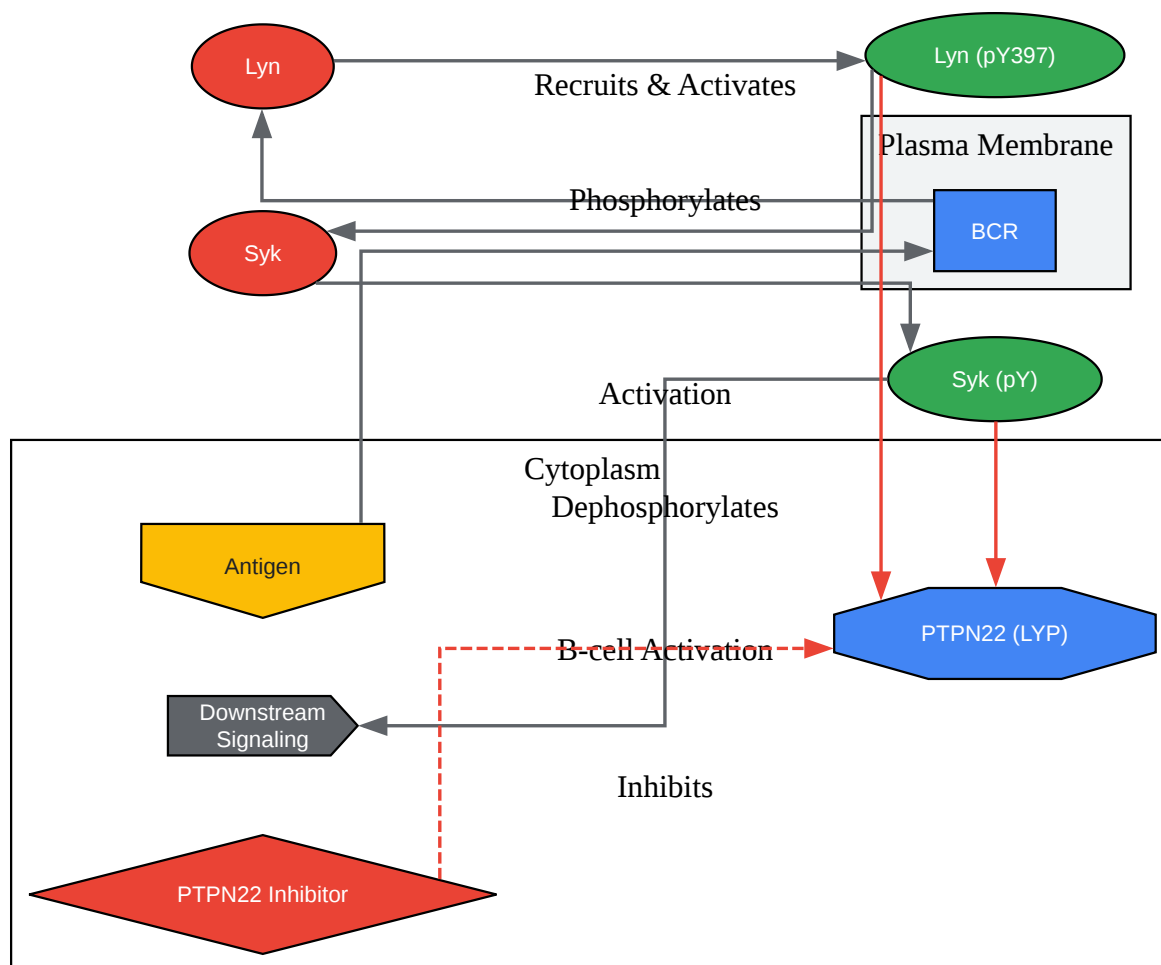 Lyn
Lyn (pY397)
Recruits & Activates
Plasma Membrane
Phosphorylates
BCR
Syk
Syk (pY)
Activation
Cytoplasm
Dephosphorylates
Antigen
PTPN22 (LYP)
B-cell Activation
Downstream
Signaling
Inhibits
PTPN22 Inhibitor